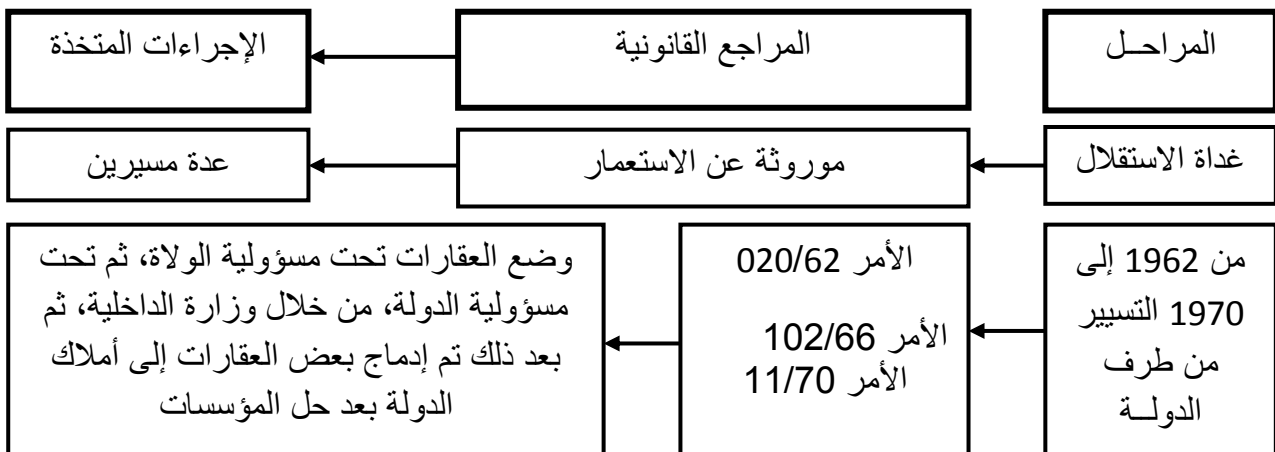 المراحــل
المراجع القانونية
الإجراءات المتخذة
غداة الاستقلال
موروثة عن الاستعمار
عدة مسيرين
من 1962 إلى
1970 التسيير
من طرف
الدولــة
الأمر 020/62
الأمر 102/66
الأمر 11/70
وضع العقارات تحت مسؤولية الولاة، ثم تحت
مسؤولية الدولة، من خلال وزارة الداخلية، ثم
بعد ذلك تم إدماج بعض العقارات إلى أملاك
الدولة بعد حل المؤسسات